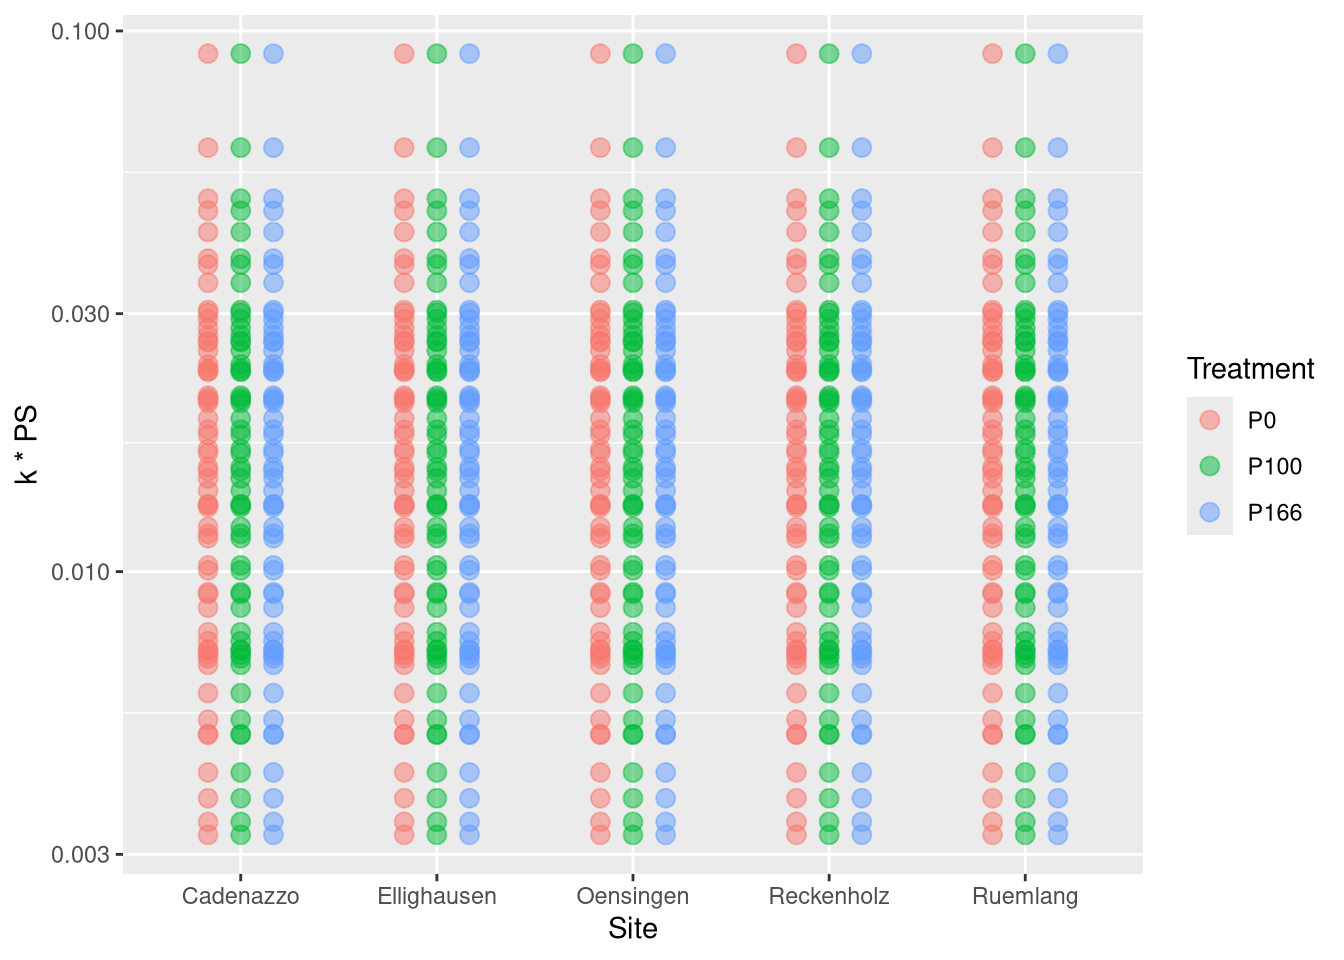 0.100
0.030
0.010
0.003
k * PS
Cadenazzo
Ellighausen
Oensingen
Reckenholz
Ruemlang
Site
Treatment
P0
P100
P166